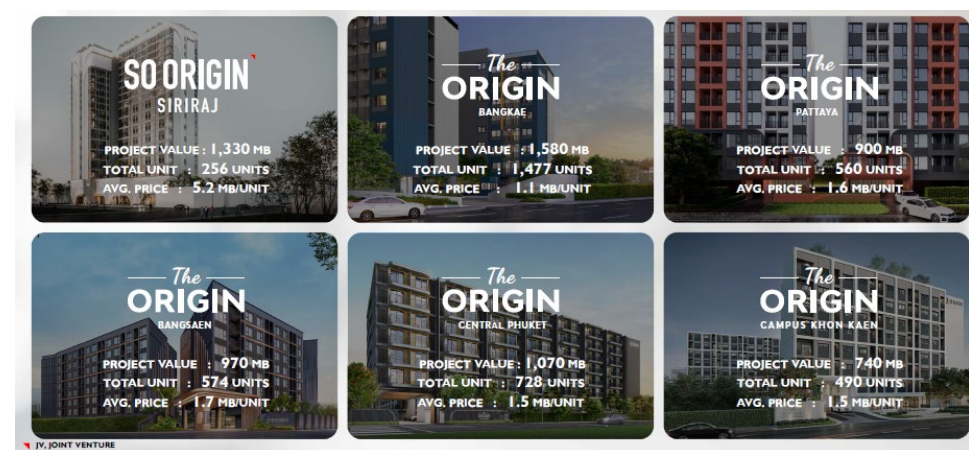 SO ORIGIN
SIRIRAJ
PROJECT VALUE : 1,330 MB
TOTAL UNIT : 256 UNITS
AVG. PRICE : 5.2 MB/UNIT
The
ORIGIN
BANGKAE
PROJECT VALUE : 1,580 MB
TOTAL UNIT : 1,477 UNITS
AVG. PRICE : 1.1 MB/UNIT
The
ORIGIN
PATTAYA
PROJECT VALUE : 900 MB
TOTAL UNIT : 560 UNITS
AVG. PRICE : 1.6 MB/UNIT
The
ORIGIN
BANGSAEN
PROJECT VALUE : 970 MB
TOTAL UNIT : 574 UNITS
AVG. PRICE : 1.7 MB/UNIT
The
ORIGIN
CENTRAL PHUKET
PROJECT VALUE : 1,070 MB
TOTAL UNIT : 728 UNITS
AVG. PRICE : 1.5 MB/UNIT
The
ORIGIN
CAMPUS KHON KAEN
PROJECT VALUE : 740 MB
TOTAL UNIT : 490 UNITS
AVG. PRICE : 1.5 MB/UNIT
JV, JOINT VENTURE